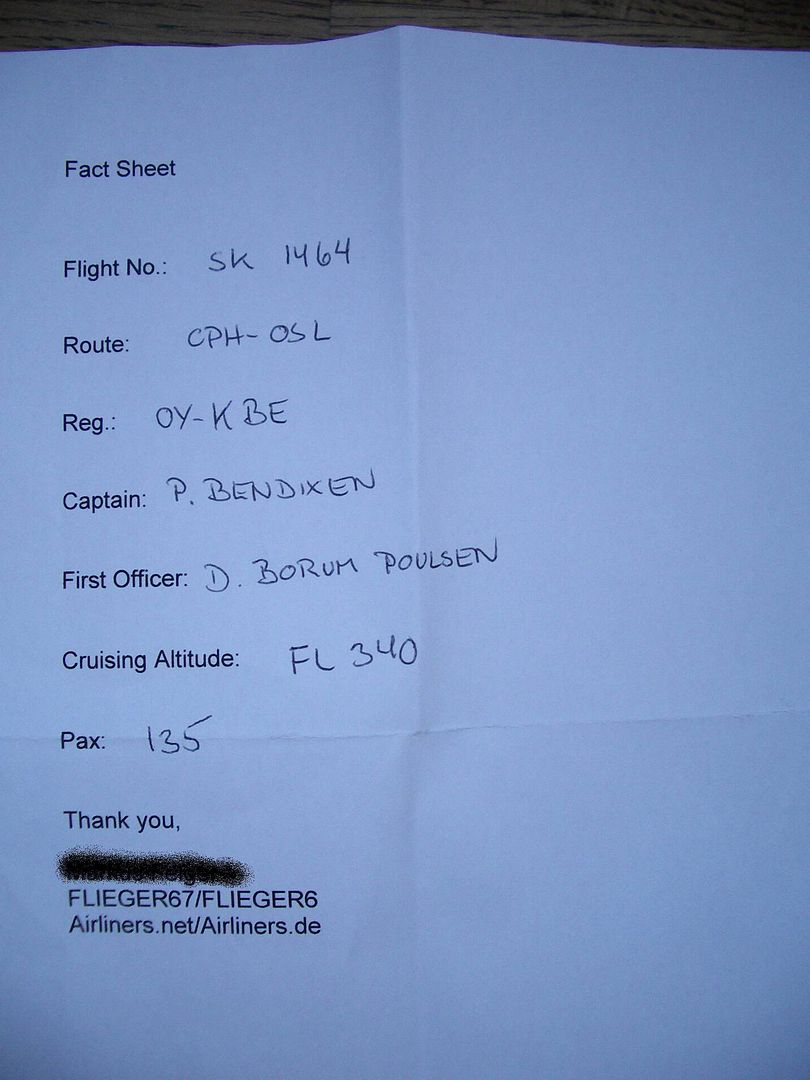 Fact Sheet
Flight No.: SK 1464
Route: CPH-OSL
Reg.: OY-KBE
Captain: P. BENDIXEN
First Officer: D. BORUM POULSEN
Cruising Altitude: FL 340
Pax: 135
Thank you,
FLIEGER67/FLIEGER6
Airliners.net/Airliners.de